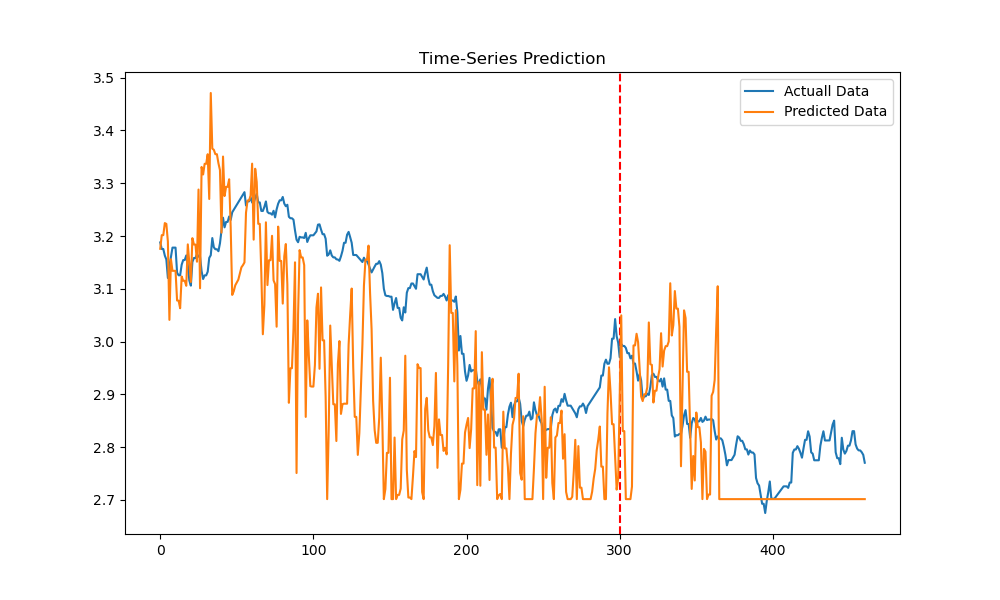 Time-Series Prediction
3.5
3.4
3.3
3.2
3.1
3.0
2.9
2.8
2.7
Actuall Data
Predicted Data
0 100 200 300 400